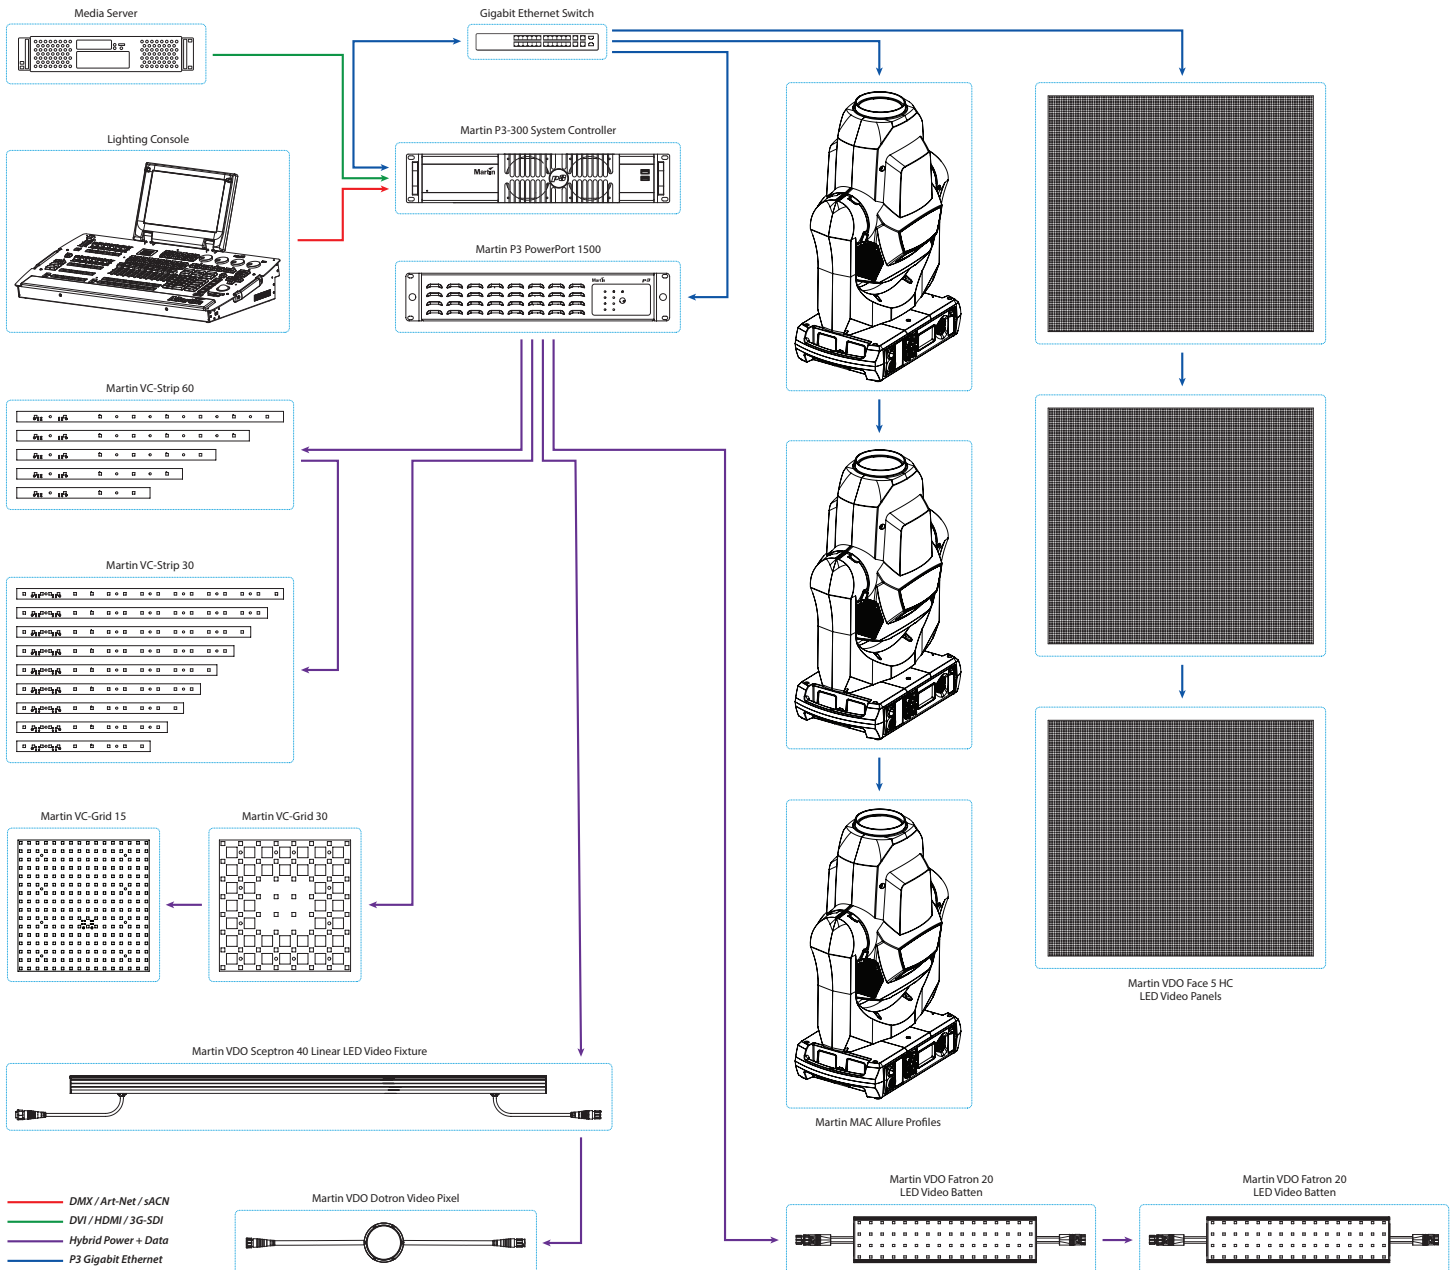 Media Server
Gigabit Ethernet Switch
Lighting Console
Martin P3-300 System Controller
Martin
Martin P3 PowerPort 1500
Martin
Martin VC-Strip 60
Martin VC-Strip 30
Martin VC-Grid 15
Martin VC-Grid 30
Martin VDO Face 5 HC
LED Video Panels
Martin VDO Sceptron 40 Linear LED Video Fixture
Martin MAC Allure Profiles
Martin VDO Dotron Video Pixel
Martin VDO Fatron 20
LED Video Batten
Martin VDO Fatron 20
LED Video Batten
DMX / Art-Net / sACN
DVI / HDMI / 3G-SDI
Hybrid Power + Data
P3 Gigabit Ethernet